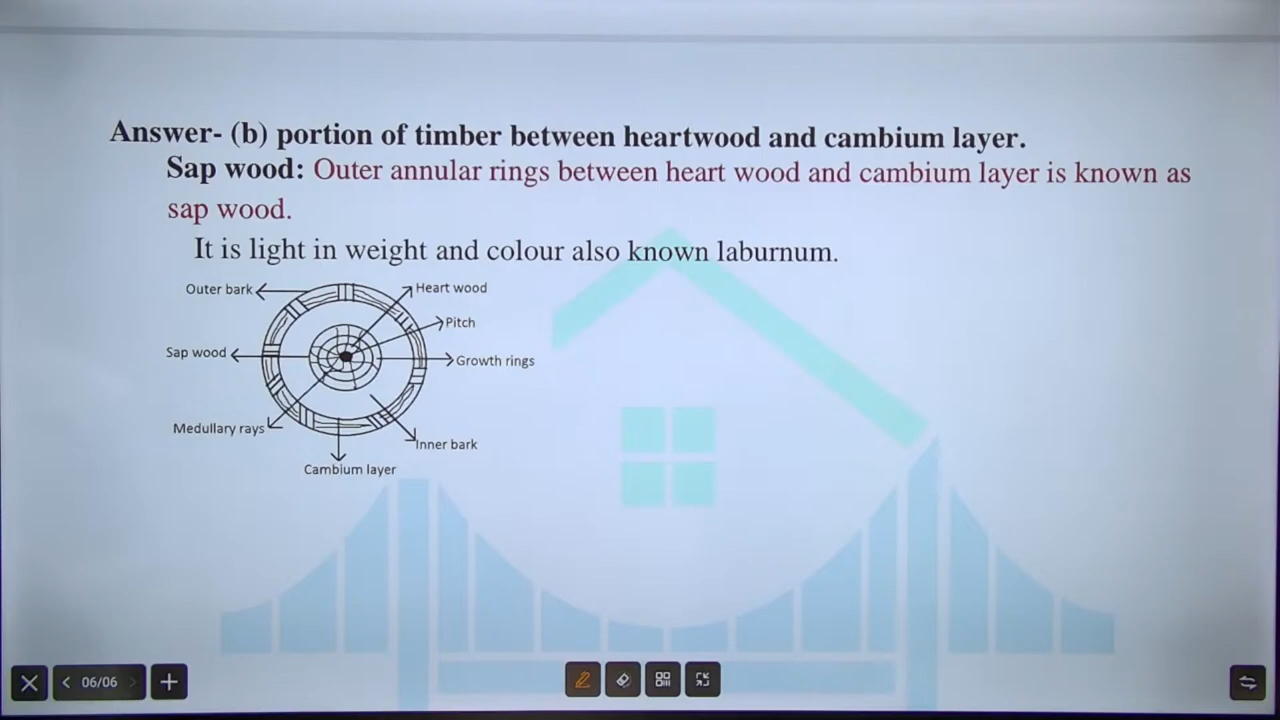 Answer- (b) portion of timber between heartwood and cambium layer.
Sap wood: Outer annular rings between heart wood and cambium layer is known as
sap wood.
It is light in weight and colour also known laburnum.
Outer bark
Heart wood
Pitch
Sap wood
Growth rings
Medullary rays
Inner bark
Cambium layer
06/06